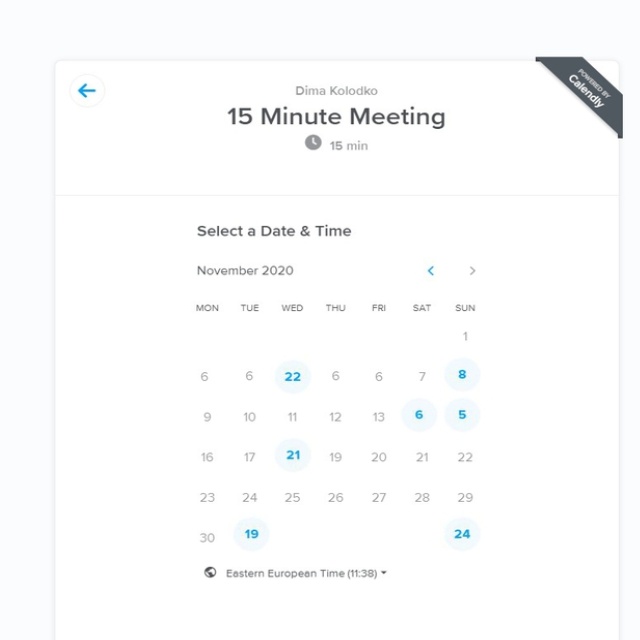 POWERED BY
Calendly
Dima Kolodko
15 Minute Meeting
15 min
Select a Date & Time
November 2020
MON TUE WED THU FRI SAT SUN
1
6 6 22 6 6 7 8
9 10 11 12 13 6 5
16 17 21 19 20 21 22
23 24 25 26 27 28 29
30 19 24
Eastern European Time (11:38)